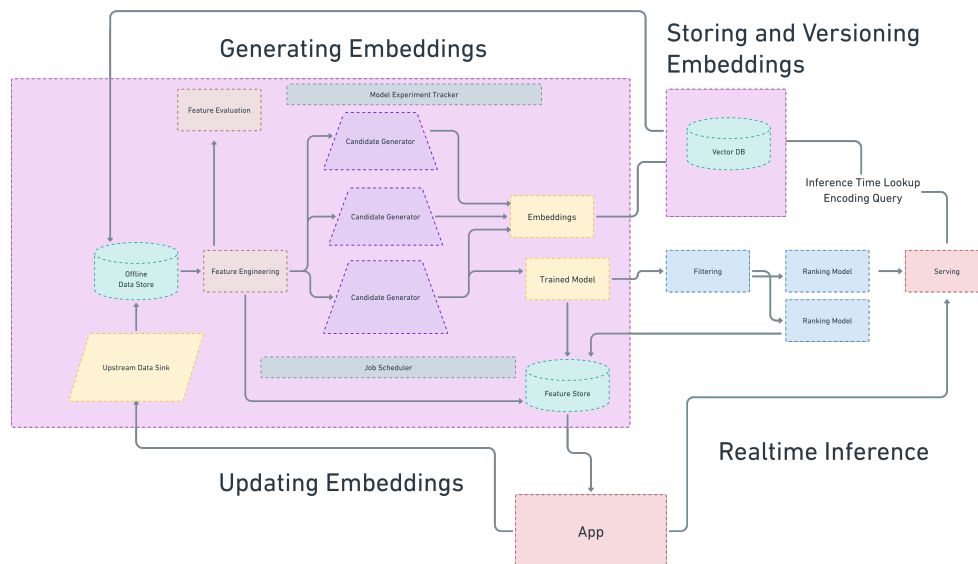 Generating Embeddings
Storing and Versioning
Embeddings
Model Experiment Tracker
Feature Evaluation
Candidate Generator
Vector DB
Inference Time Lookup
Encoding Query
Candidate Generator
Embeddings
Offline
Data Store
Feature Engineering
Candidate Generator
Trained Model
Filtering
Ranking Model
Serving
Ranking Model
Upstream Data Sink
Job Scheduler
Feature Store
Updating Embeddings
Realtime Inference
App